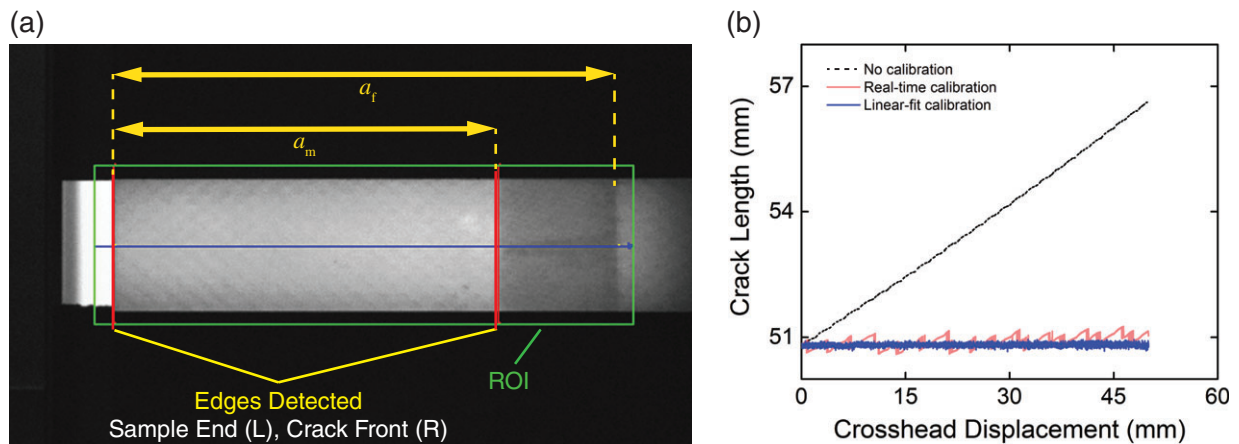 (a)
a_f
a_m
ROI
Edges Detected
Sample End (L), Crack Front (R)
(b)
No calibration
Real-time calibration
Linear-fit calibration
Crack Length (mm)
57
54
51
0
15
30
45
60
Crosshead Displacement (mm)